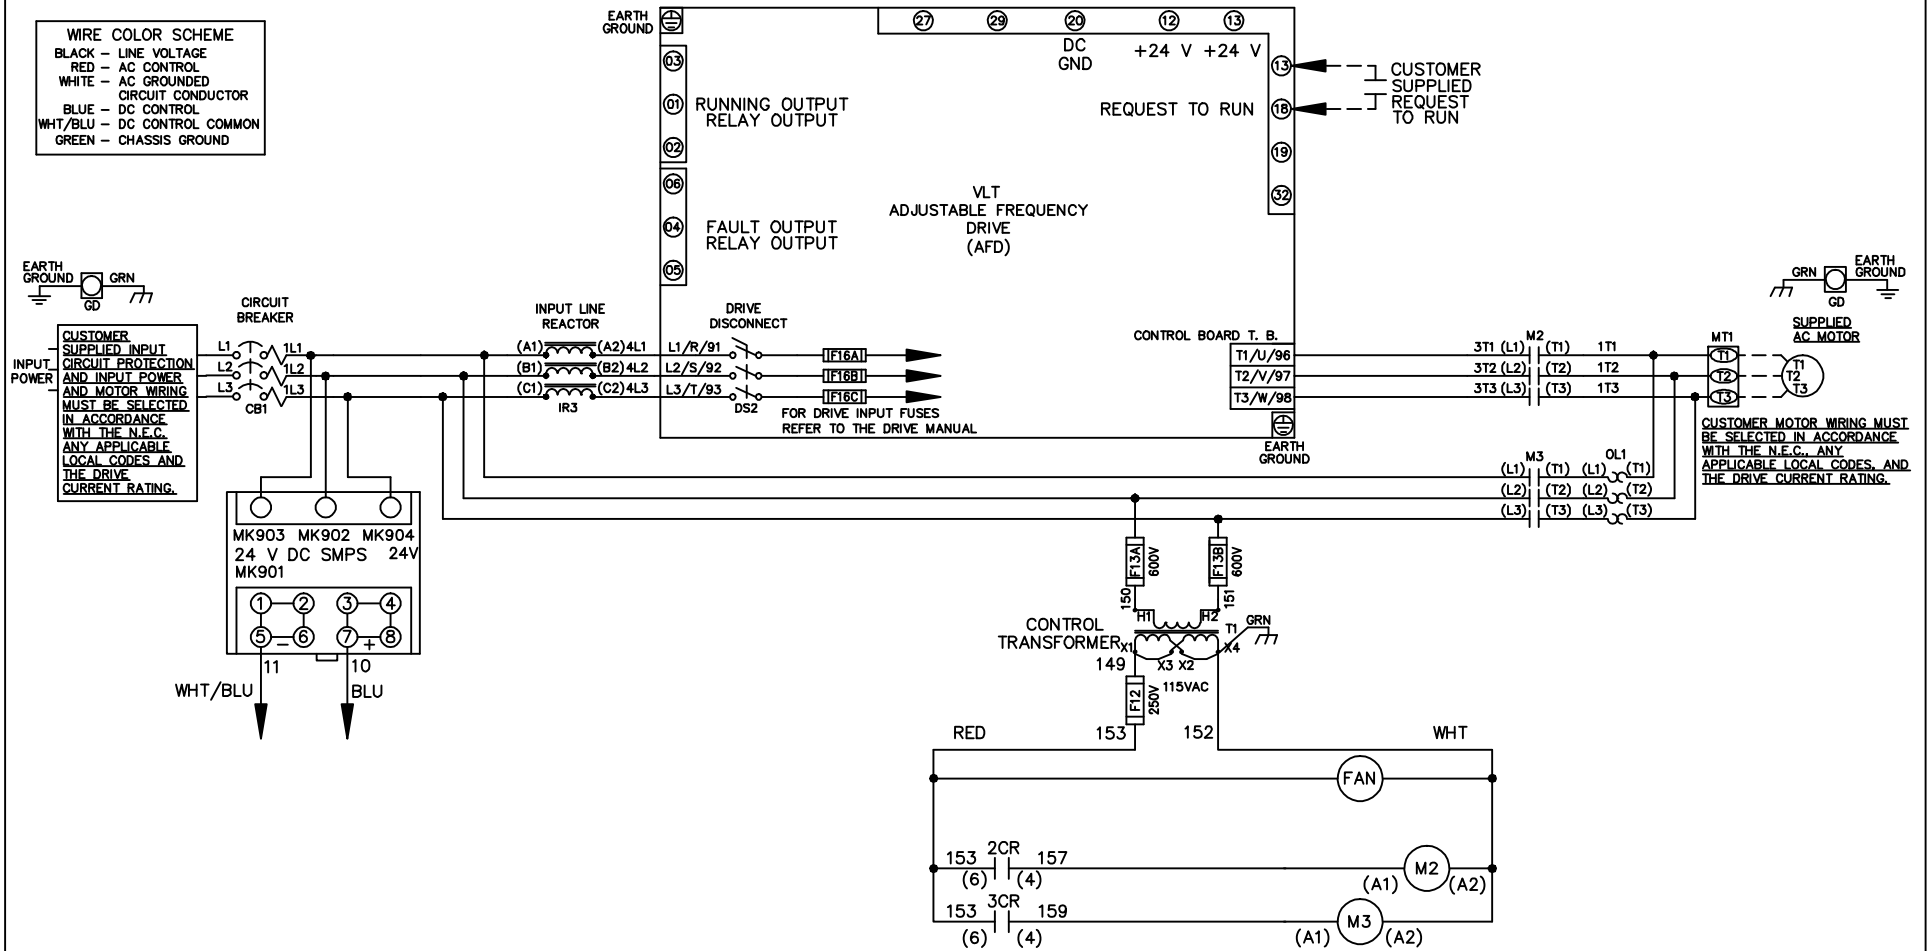 WIRE COLOR SCHEME
BLACK – LINE VOLTAGE
RED – AC CONTROL
WHITE – AC GROUNDED
CIRCUIT CONDUCTOR
BLUE – DC CONTROL
WHT/BLU – DC CONTROL COMMON
GREEN – CHASSIS GROUND
EARTH
GROUND
27
29
20
12
13
DC
GND
+24 V
+24 V
03
01
02
RUNNING OUTPUT
RELAY OUTPUT
06
04
05
FAULT OUTPUT
RELAY OUTPUT
REQUEST TO RUN
13
18
19
32
CUSTOMER
SUPPLIED
REQUEST
TO RUN
VLT
ADJUSTABLE FREQUENCY
DRIVE
(AFD)
EARTH
GROUND
GRN
GD
INPUT
POWER
CUSTOMER
SUPPLIED INPUT
CIRCUIT PROTECTION
AND INPUT POWER
AND MOTOR WIRING
MUST BE SELECTED
IN ACCORDANCE
WITH THE N.E.C.
ANY APPLICABLE
LOCAL CODES AND
THE DRIVE
CURRENT RATING.
CIRCUIT
BREAKER
L1
1L1
L2
1L2
L3
1L3
CB1
INPUT LINE
REACTOR
(A1)
(A2)
4L1
(B1)
(B2)
4L2
(C1)
(C2)
4L3
IR3
DRIVE
DISCONNECT
L1/R/91
L2/S/92
L3/T/93
DS2
F16A
F16B
F16C
FOR DRIVE INPUT FUSES
REFER TO THE DRIVE MANUAL
CONTROL BOARD T. B.
T1/U/96
T2/V/97
T3/W/98
EARTH
GROUND
M2
3T1 (L1)
(T1)
1T1
3T2 (L2)
(T2)
1T2
3T3 (L3)
(T3)
1T3
MT1
T1
T2
T3
T1
T2
T3
GRN
GD
EARTH
GROUND
SUPPLIED
AC MOTOR
CUSTOMER MOTOR WIRING MUST
BE SELECTED IN ACCORDANCE
WITH THE N.E.C., ANY
APPLICABLE LOCAL CODES, AND
THE DRIVE CURRENT RATING.
M3
OL1
(L1)
(T1)
(L1)
(T1)
(L2)
(T2)
(L2)
(T2)
(L3)
(T3)
(L3)
(T3)
MK903
MK902
MK904
24 V DC SMPS
24V
MK901
1
2
3
4
5
–
6
7
+
8
11
10
WHT/BLU
BLU
F13A
600V
F13B
600V
150
151
H1
H2
CONTROL
TRANSFORMER
T1
GRN
X1
X3
X2
X4
149
115VAC
F12
250V
RED
153
152
WHT
FAN
153
2CR
157
(6)
(4)
M2
(A1)
(A2)
153
3CR
159
(6)
(4)
M3
(A1)
(A2)